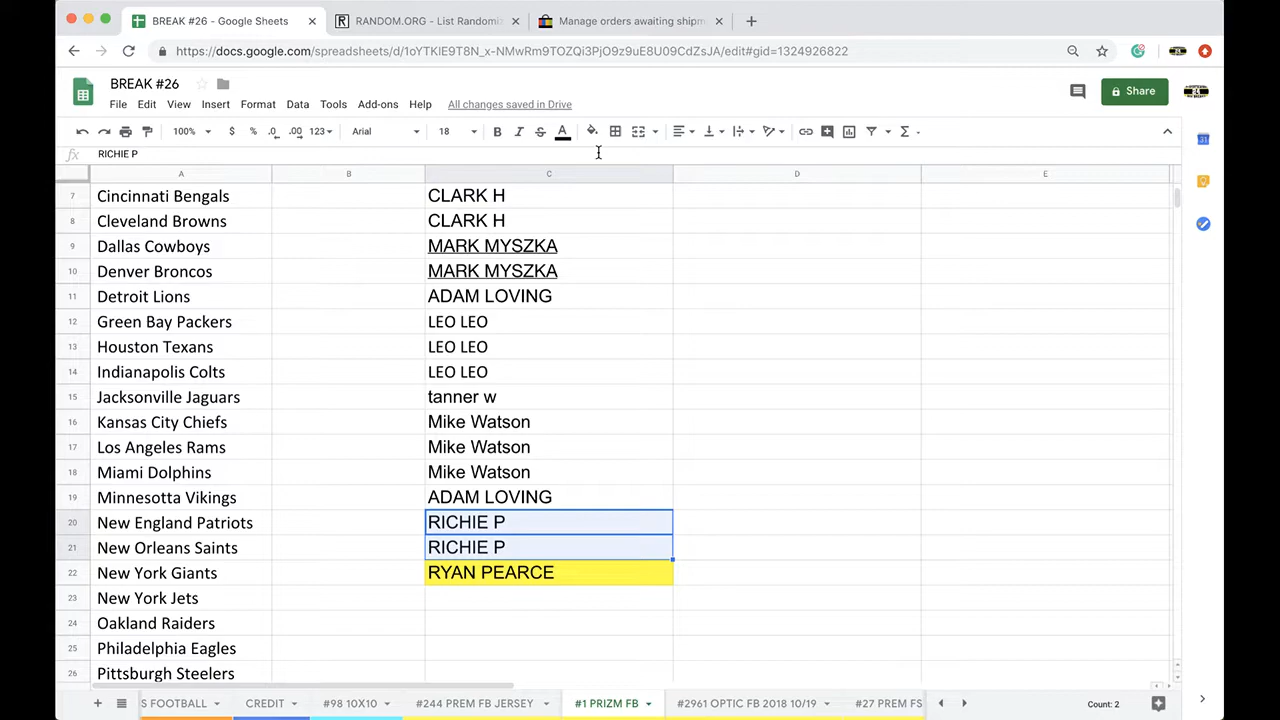 BREAK #26 - Google Sheets
RANDOM.ORG - List Randomi
Manage orders awaiting shipm
https://docs.google.com/spreadsheets/d/1oYTKlE9T8N_x-NMwRm9TOZQi3PjO9z9uE8U09CdZsJA/edit#gid=1324926822
BREAK #26
Share
File Edit View Insert Format Data Tools Add-ons Help All changes saved in Drive
100% $ % .0 .00 123 Arial 18 B I S A
fx RICHIE P
A B C D E
7 Cincinnati Bengals CLARK H
8 Cleveland Browns CLARK H
9 Dallas Cowboys MARK MYSZKA
10 Denver Broncos MARK MYSZKA
11 Detroit Lions ADAM LOVING
12 Green Bay Packers LEO LEO
13 Houston Texans LEO LEO
14 Indianapolis Colts LEO LEO
15 Jacksonville Jaguars tanner w
16 Kansas City Chiefs Mike Watson
17 Los Angeles Rams Mike Watson
18 Miami Dolphins Mike Watson
19 Minnesota Vikings ADAM LOVING
20 New England Patriots RICHIE P
21 New Orleans Saints RICHIE P
22 New York Giants RYAN PEARCE
23 New York Jets
24 Oakland Raiders
25 Philadelphia Eagles
26 Pittsburgh Steelers
S FOOTBALL CREDIT #98 10X10 #244 PREM FB JERSEY #1 PRIZM FB #2961 OPTIC FB 2018 10/19 #27 PREM FS Count: 2